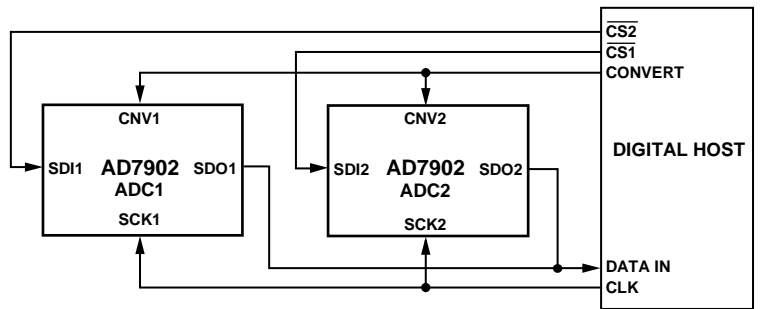 CS2
CS1
CONVERT
CNV1
CNV2
DIGITAL HOST
SDI1
AD7902
SDO1
SDI2
AD7902
SDO2
ADC1
ADC2
SCK1
SCK2
DATA IN
CLK